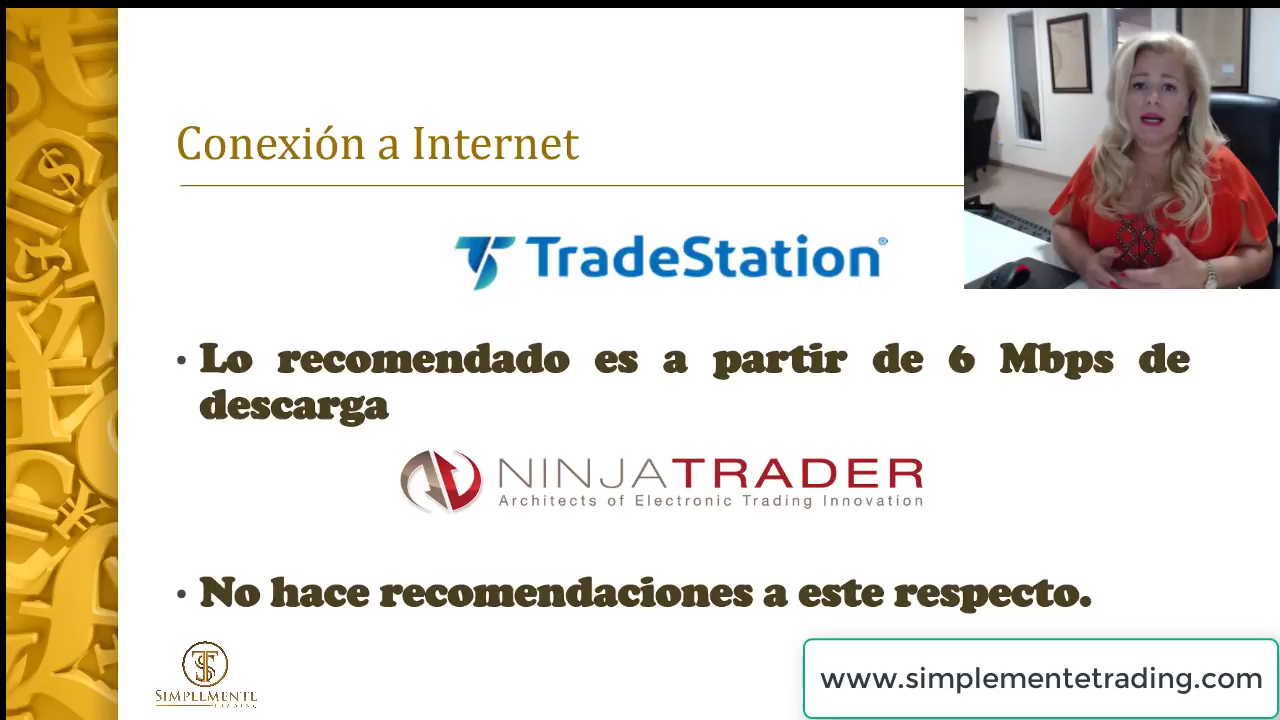 Conexión a Internet
TradeStation®
• Lo recomendado es a partir de 6 Mbps de
descarga
NINJATRADER
Architects of Electronic Trading Innovation
• No hace recomendaciones a este respecto.
SIMPLEMENTE
TRADING
www.simplementetrading.com